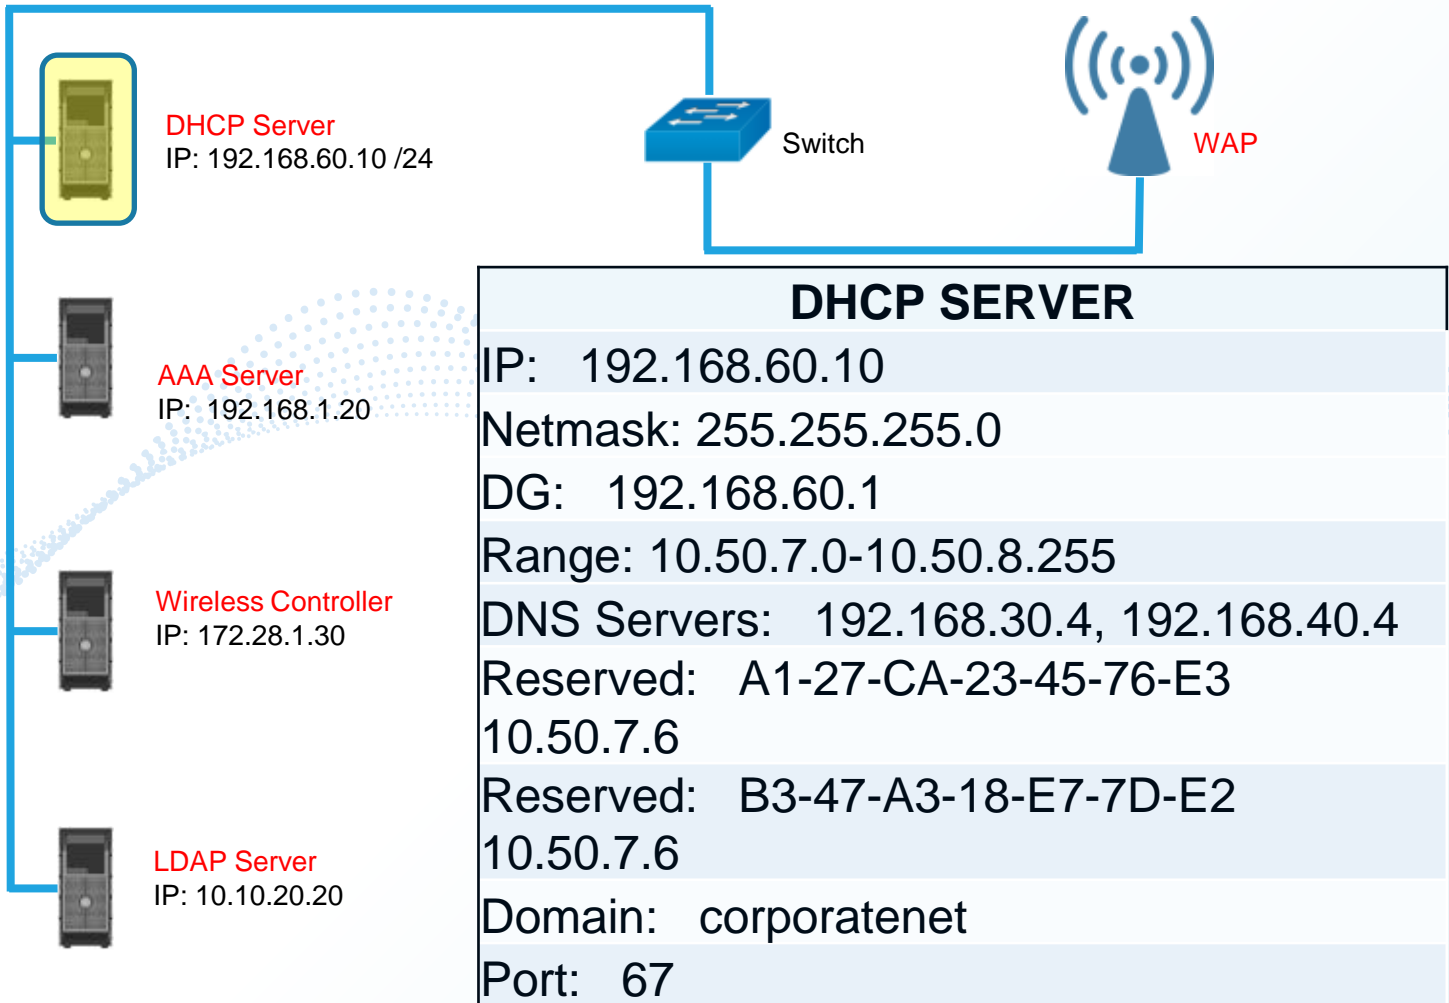 DHCP Server
IP: 192.168.60.10 /24
Switch
WAP
AAA Server
IP: 192.168.1.20
Wireless Controller
IP: 172.28.1.30
LDAP Server
IP: 10.10.20.20
DHCP SERVER
IP: 192.168.60.10
Netmask: 255.255.255.0
DG: 192.168.60.1
Range: 10.50.7.0-10.50.8.255
DNS Servers: 192.168.30.4, 192.168.40.4
Reserved: A1-27-CA-23-45-76-E3
10.50.7.6
Reserved: B3-47-A3-18-E7-7D-E2
10.50.7.6
Domain: corporatenet
Port: 67